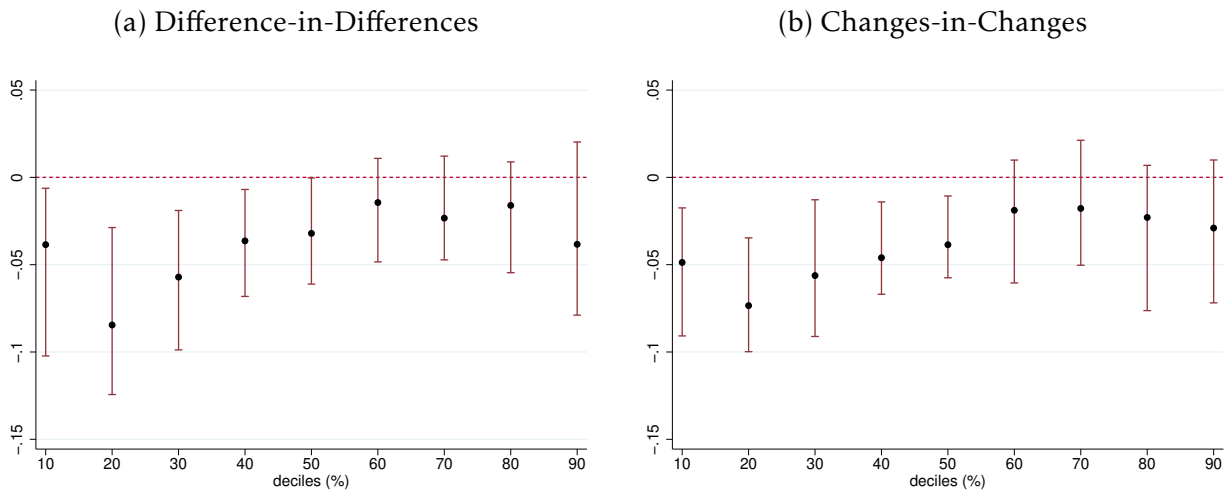 (a) Difference-in-Differences
.05
0
-.05
-.1
-.15
10 20 30 40 50 60 70 80 90
deciles (%)
(b) Changes-in-Changes
.05
0
-.05
-.1
-.15
10 20 30 40 50 60 70 80 90
deciles (%)